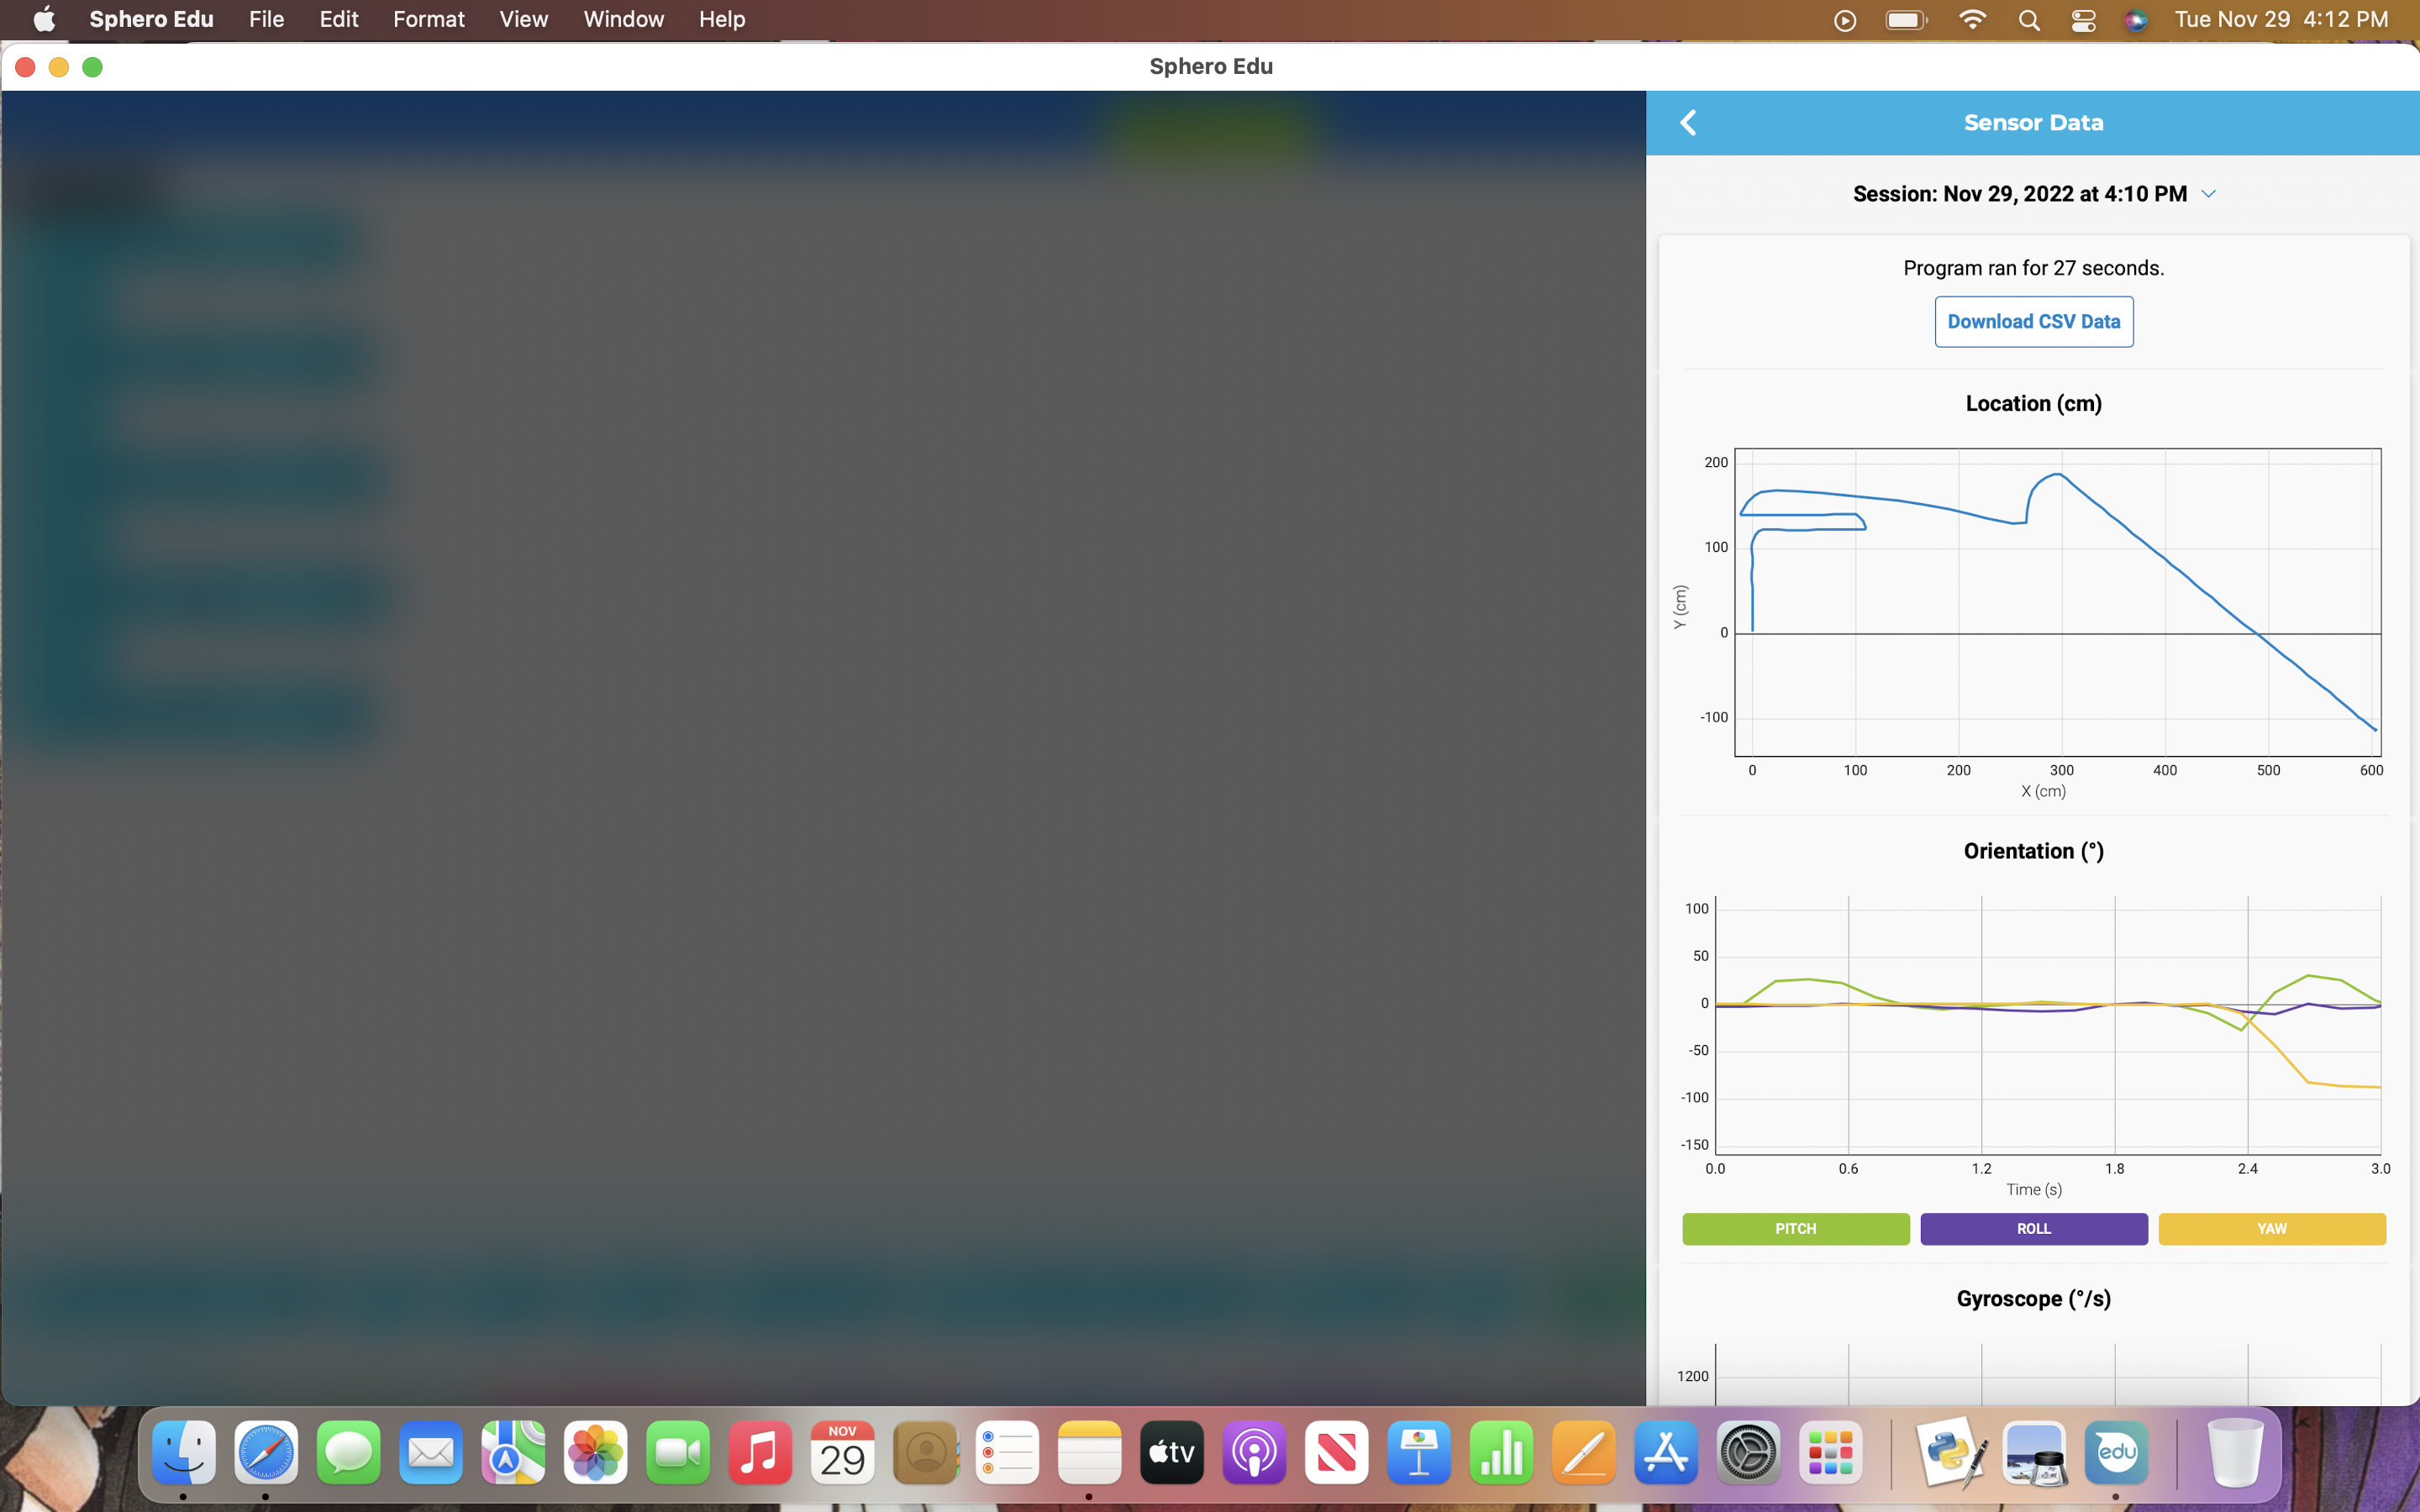 Sphero Edu File Edit Format View Window Help Tue Nov 29 4:12 PM
Sphero Edu
Sensor Data
Session: Nov 29, 2022 at 4:10 PM
Program ran for 27 seconds.
Download CSV Data
Location (cm)
200
100
0
-100
Y (cm)
0 100 200 300 400 500 600
X (cm)
Orientation (°)
100
50
0
-50
-100
-150
0.0 0.6 1.2 1.8 2.4 3.0
Time (s)
PITCH ROLL YAW
Gyroscope (°/s)
1200
NOV
29
tv
edu